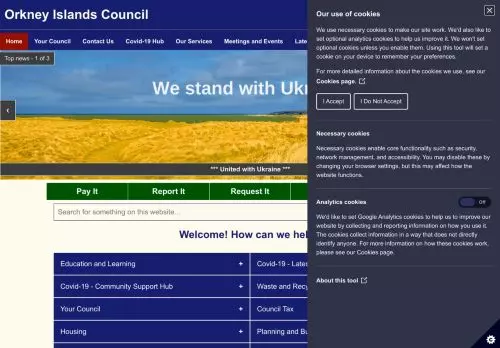 Orkney Islands Council
Home Your Council Contact Us Covid-19 Hub Our Services Meetings and Events
Top news - 1 of 3
We stand with
*** United with Ukraine ***
Pay It Report It Request It
Search for something on this website...
Welcome! How can we
Education and Learning +
Covid-19 - Community Support Hub +
Waste and
Your Council +
Council Tax
Housing +
Planning and
Our use of cookies
We use necessary cookies to make our site work. We'd also like to
set optional analytics cookies to help us improve it. We won't set
optional cookies unless you enable them. Using this tool will set a
cookie on your device to remember your preferences.
For more detailed information about the cookies we use, see our
Cookies page.
I Accept I Do Not Accept
Necessary cookies
Necessary cookies enable core functionality such as security,
network management, and accessibility. You may disable these by
changing your browser settings, but this may affect how the
website functions.
Analytics cookies Off
We'd like to set Google Analytics cookies to help us to improve our
website by collecting and reporting information on how you use it.
The cookies collect information in a way that does not directly
identify anyone. For more information on how these cookies work,
please see our Cookies page.
About this tool